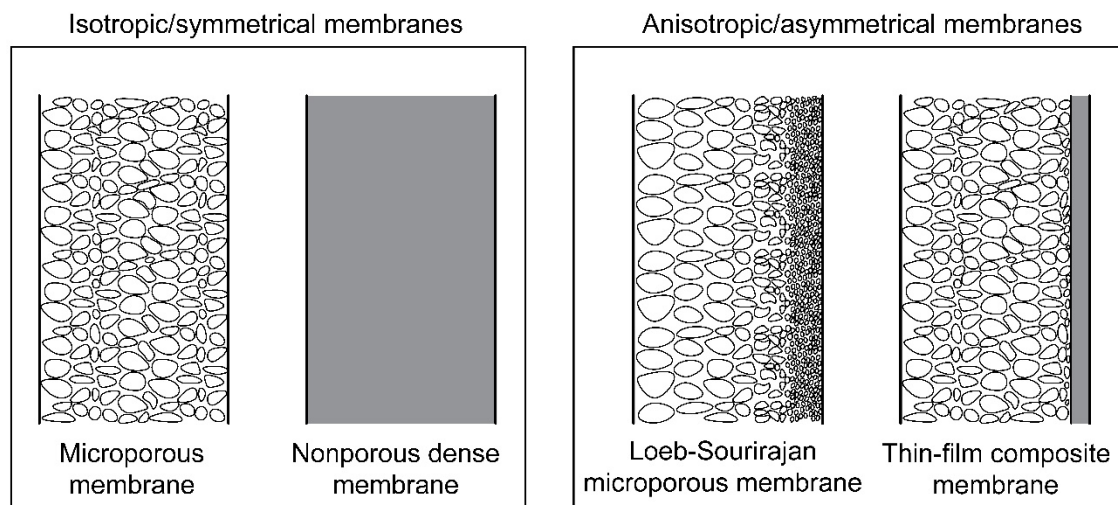 Isotropic/symmetrical membranes
Anisotropic/asymmetrical membranes
Microporous
membrane
Nonporous dense
membrane
Loeb-Sourirajan
microporous membrane
Thin-film composite
membrane